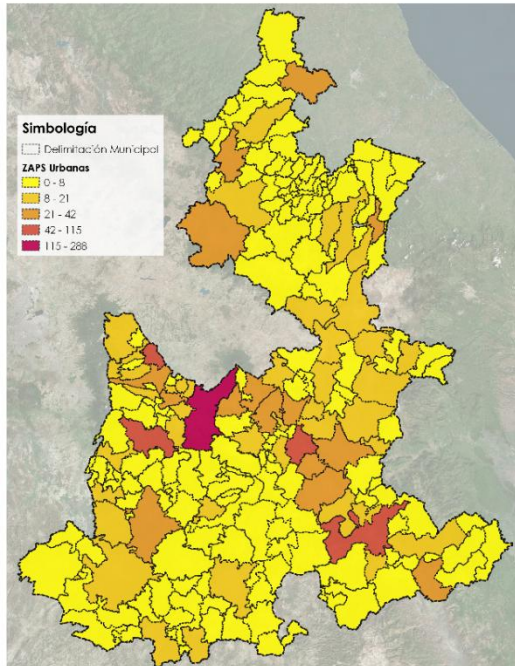 Simbología
Delimitación Municipal
ZAPS Urbanas
0 - 8
8 - 21
21 - 42
42 - 115
115 - 288